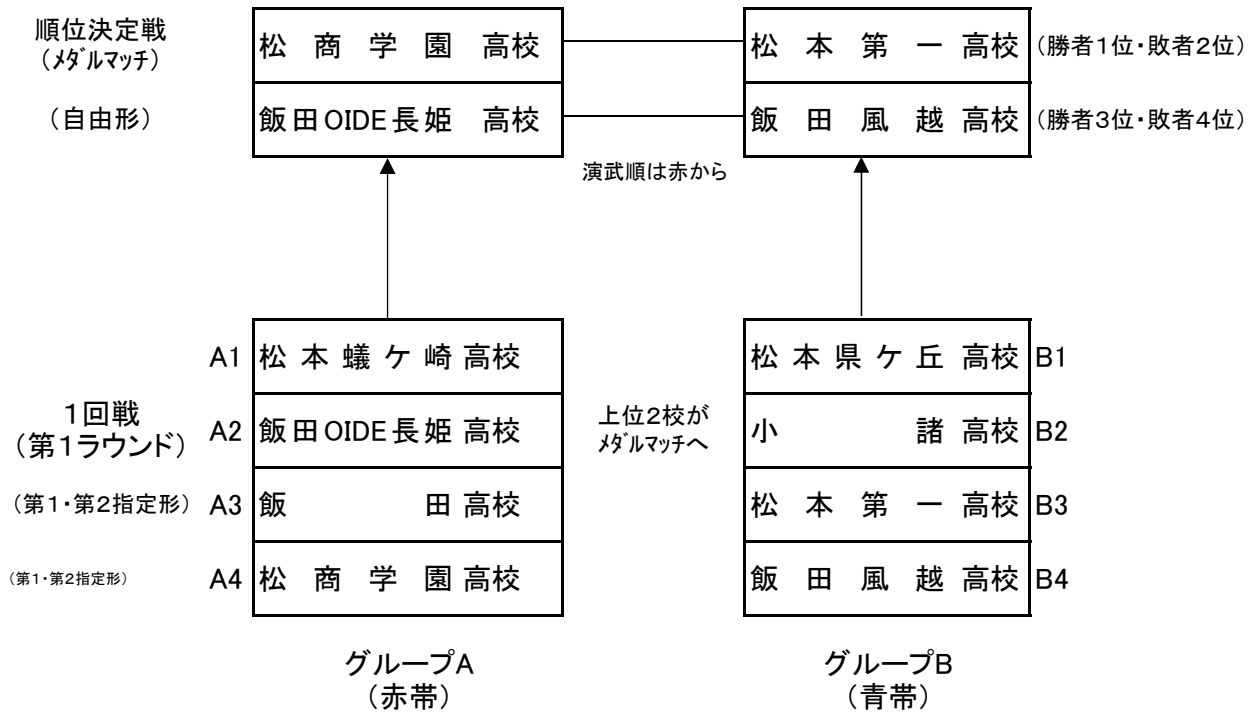 順位決定戦
（メダルマッチ）
松商学園 高校 松本第一高校 (勝者1位・敗者2位)
（自由形）
飯田OIDE長姫 高校 飯田風越高校 (勝者3位・敗者4位)
演武順は赤から
A1 松本蟻ケ崎高校 松本県ケ丘高校 B1
1回戦
（第1ラウンド）
A2 飯田OIDE長姫高校 小諸高校 B2
上位2校が
メダルマッチへ
（第1・第2指定形） A3 飯田高校 松本第一高校 B3
（第1・第2指定形） A4 松商学園高校 飯田風越高校 B4
グループA グループB
（赤帯） （青帯）